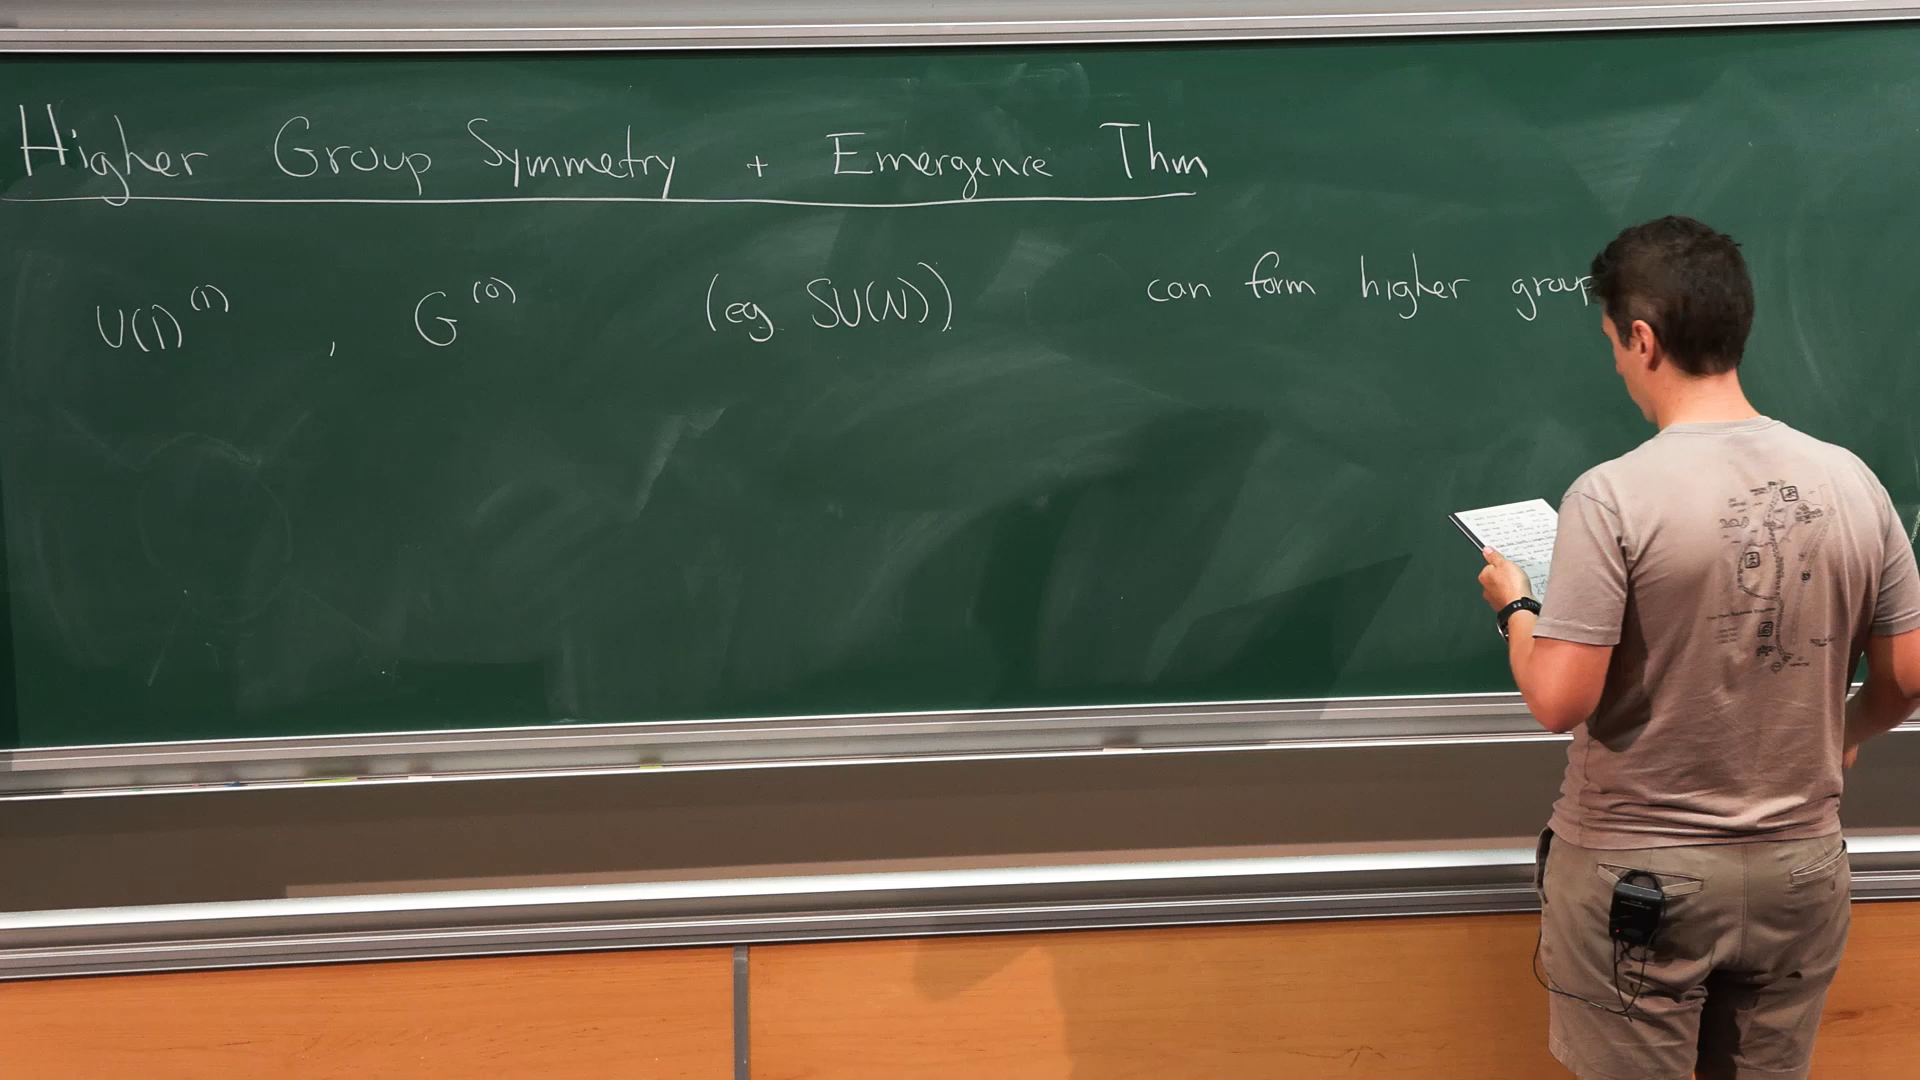 Higher Group Symmetry + Emergence Thm
U(1)⁽¹⁾ , G⁽⁰⁾ (eg. SU(N)) can form higher group